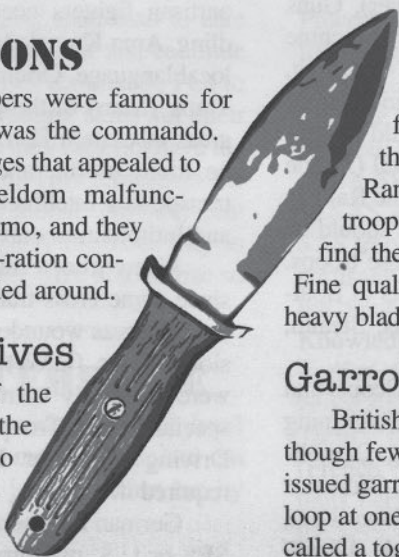 ONS
pers were famous for
was the commando.
ges that appealed to
eldom malfunc-
mo, and they
-ration con-
ed around.
ives
the
the
o
f
th
Ran
troop
find the
Fine qual
heavy blad
Garro
British
though few
issued garr
loop at one
called a tog